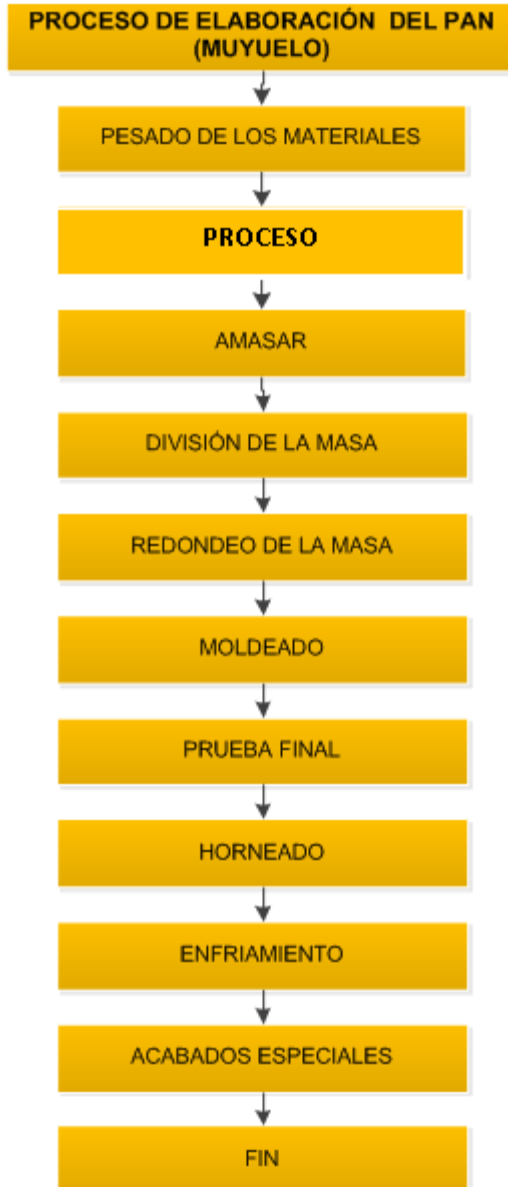 PROCESO DE ELABORACIÓN DEL PAN
(MUYUELO)
PESADO DE LOS MATERIALES
PROCESO
AMASAR
DIVISIÓN DE LA MASA
REDONDEO DE LA MASA
MOLDEADO
PRUEBA FINAL
HORNEADO
ENFRIAMIENTO
ACABADOS ESPECIALES
FIN